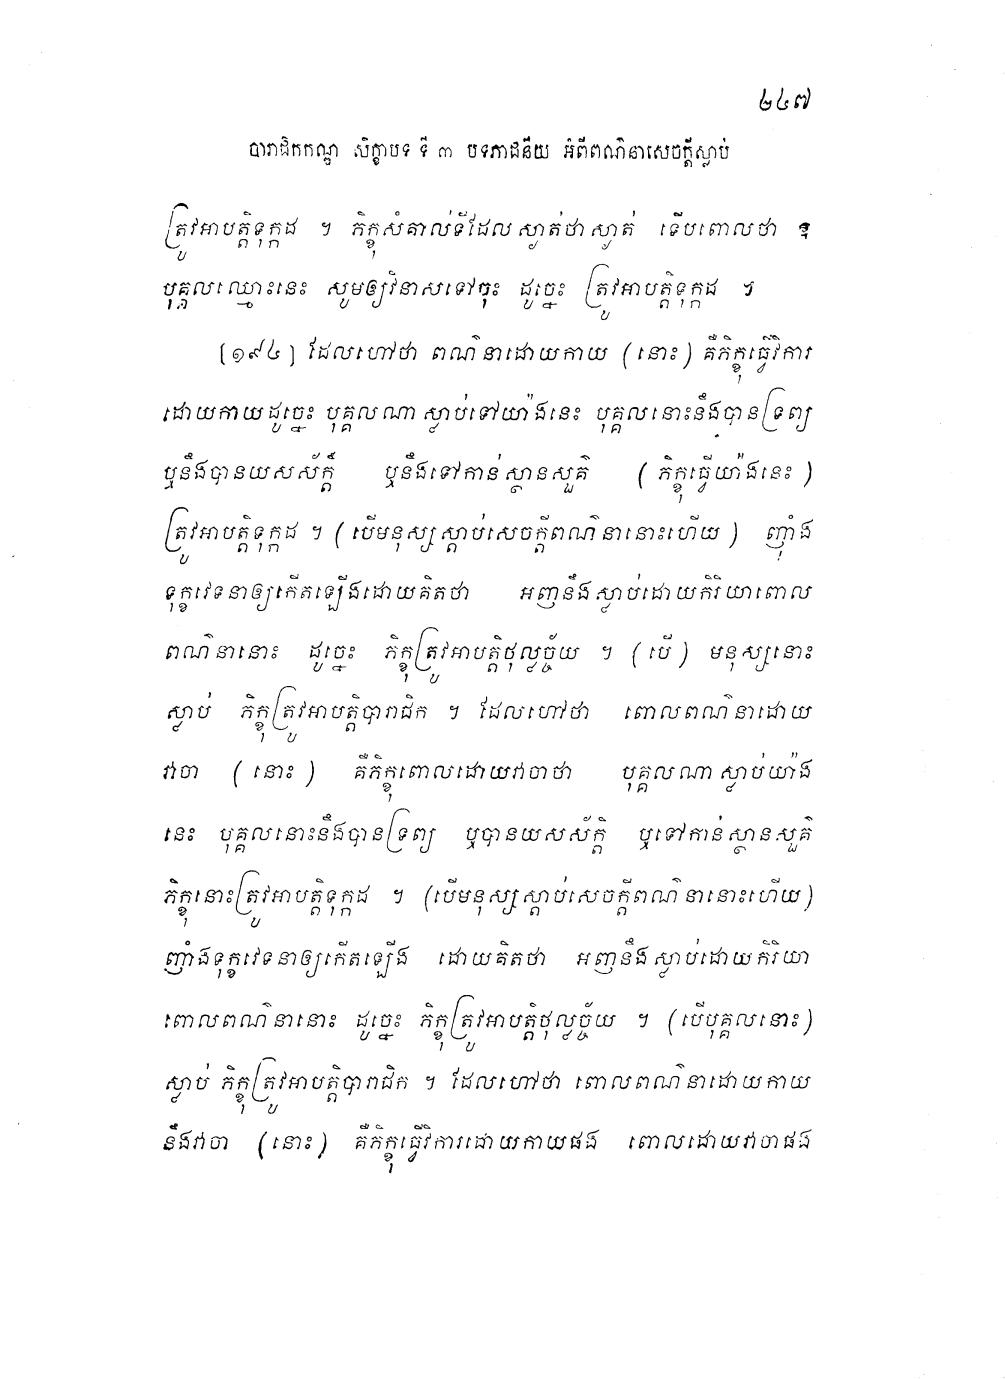 ២៤៧
បារាជិកកណ្ឌ សិក្ខាបទ ទី ៣ បទភាជនីយ អំពីពណ៌នាសេចក្តីស្លាប់
ត្រូវអាបត្តិទុក្កដ ។ ភិក្ខុសំគាល់ទីដែលស្ងាត់ថាស្ងាត់ ទើបពោលថា ឱ
បុគ្គលឈ្មោះនេះ សូមឲ្យវិនាសទៅចុះ ដូច្នេះ ត្រូវអាបត្តិទុក្កដ ។
[១៩៤] ដែលហៅថា ពណ៌នាដោយកាយ (នោះ) គឺភិក្ខុធ្វើវិការ
ដោយកាយដូច្នេះ បុគ្គលណាស្លាប់ទៅយ៉ាងនេះ បុគ្គលនោះនឹងបានទ្រព្យ
ឬនឹងបានយសស័ក្តិ ឬនឹងទៅកាន់ស្ថានសួគ៌ (ភិក្ខុធ្វើយ៉ាងនេះ)
ត្រូវអាបត្តិទុក្កដ ។ (បើមនុស្សស្តាប់សេចក្តីពណ៌នានោះហើយ) ញ៉ាំង
ទុក្ខវេទនាឲ្យកើតឡើងដោយគិតថា អញនឹងស្លាប់ដោយកិរិយាពោល
ពណ៌នានោះ ដូច្នេះ ភិក្ខុត្រូវអាបត្តិថុល្លច្ច័យ ។ (បើ) មនុស្សនោះ
ស្លាប់ ភិក្ខុត្រូវអាបត្តិបារាជិក ។ ដែលហៅថា ពោលពណ៌នាដោយ
វាចា (នោះ) គឺភិក្ខុពោលដោយវាចាថា បុគ្គលណាស្លាប់យ៉ាង
នេះ បុគ្គលនោះនឹងបានទ្រព្យ ឬបានយសស័ក្តិ ឬទៅកាន់ស្ថានសួគ៌
ភិក្ខុនោះត្រូវអាបត្តិទុក្កដ ។ (បើមនុស្សស្តាប់សេចក្តីពណ៌នានោះហើយ)
ញ៉ាំងទុក្ខវេទនាឲ្យកើតឡើង ដោយគិតថា អញនឹងស្លាប់ដោយកិរិយា
ពោលពណ៌នានោះ ដូច្នេះ ភិក្ខុត្រូវអាបត្តិថុល្លច្ច័យ ។ (បើបុគ្គលនោះ)
ស្លាប់ ភិក្ខុត្រូវអាបត្តិបារាជិក ។ ដែលហៅថា ពោលពណ៌នាដោយកាយ
នឹងវាចា (នោះ) គឺភិក្ខុធ្វើវិការដោយកាយផង ពោលដោយវាចាផង